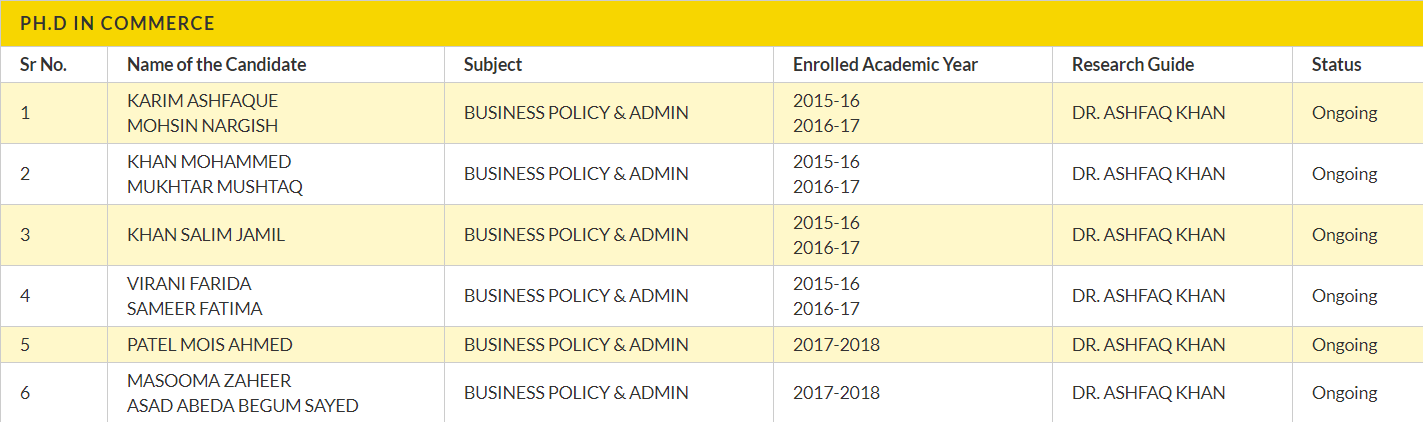 PH.D IN COMMERCE
Sr No. Name of the Candidate Subject Enrolled Academic Year Research Guide Status
1 KARIM ASHFAQUE MOHSIN NARGISH BUSINESS POLICY & ADMIN 2015-16 2016-17 DR. ASHFAQ KHAN Ongoing
2 KHAN MOHAMMED MUKHTAR MUSHTAQ BUSINESS POLICY & ADMIN 2015-16 2016-17 DR. ASHFAQ KHAN Ongoing
3 KHAN SALIM JAMIL BUSINESS POLICY & ADMIN 2015-16 2016-17 DR. ASHFAQ KHAN Ongoing
4 VIRANI FARIDA SAMEER FATIMA BUSINESS POLICY & ADMIN 2015-16 2016-17 DR. ASHFAQ KHAN Ongoing
5 PATEL MOIS AHMED BUSINESS POLICY & ADMIN 2017-2018 DR. ASHFAQ KHAN Ongoing
6 MASOOMA ZAHEER ASAD ABEDA BEGUM SAYED BUSINESS POLICY & ADMIN 2017-2018 DR. ASHFAQ KHAN Ongoing